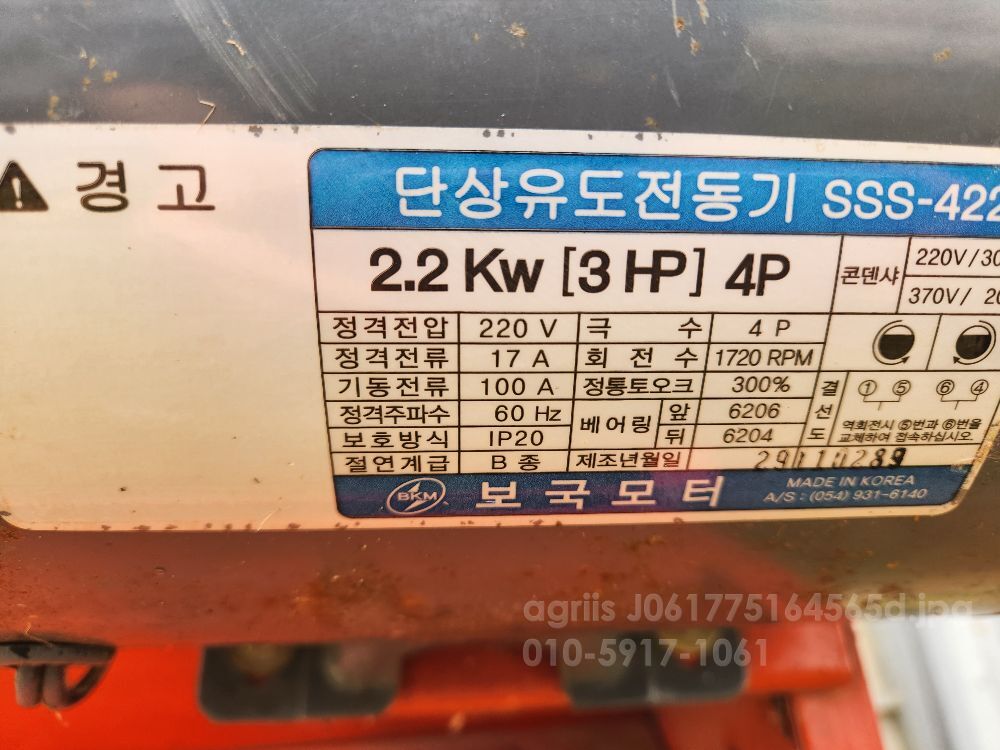 경 고
단상유도전동기 SSS-422
2.2 Kw [3 HP] 4P
콘덴샤 220V/30
370V/ 20
정격전압 220 V 극 수 4 P
정격전류 17 A 회 전 수 1720 RPM
기동전류 100 A 정통토오크 300%
정격주파수 60 Hz 베어링 앞 6206
보호방식 IP20 뒤 6204
절연계급 B 종 제조년월일 29110289
결선도 ① ⑤ ⑥ ④
역회전시 ⑤번과 ⑥번을
교체하여 접속하십시오.
BKM 보국모터 MADE IN KOREA
A/S : (054) 931-6140
agriis J061775164565d.jpg
010-5917-1061